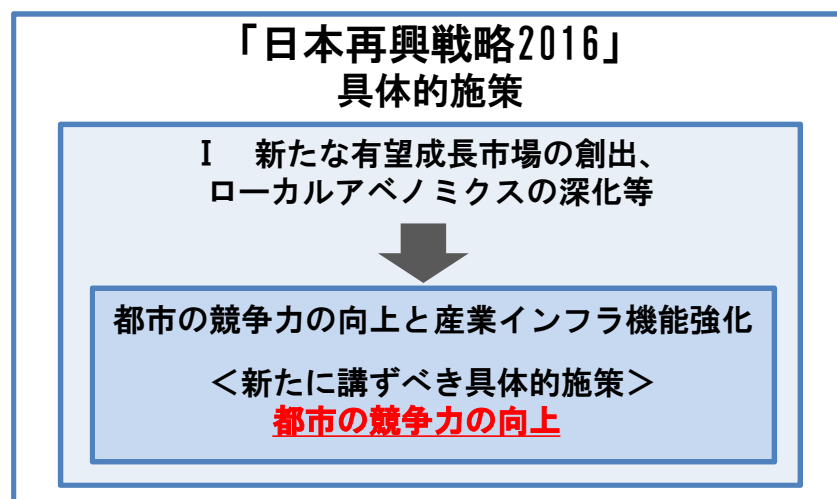 「日本再興戦略2016」
具体的施策
Ⅰ　新たな有望成長市場の創出、
ローカルアベノミクスの深化等
都市の競争力の向上と産業インフラ機能強化
＜新たに講ずべき具体的施策＞
都市の競争力の向上